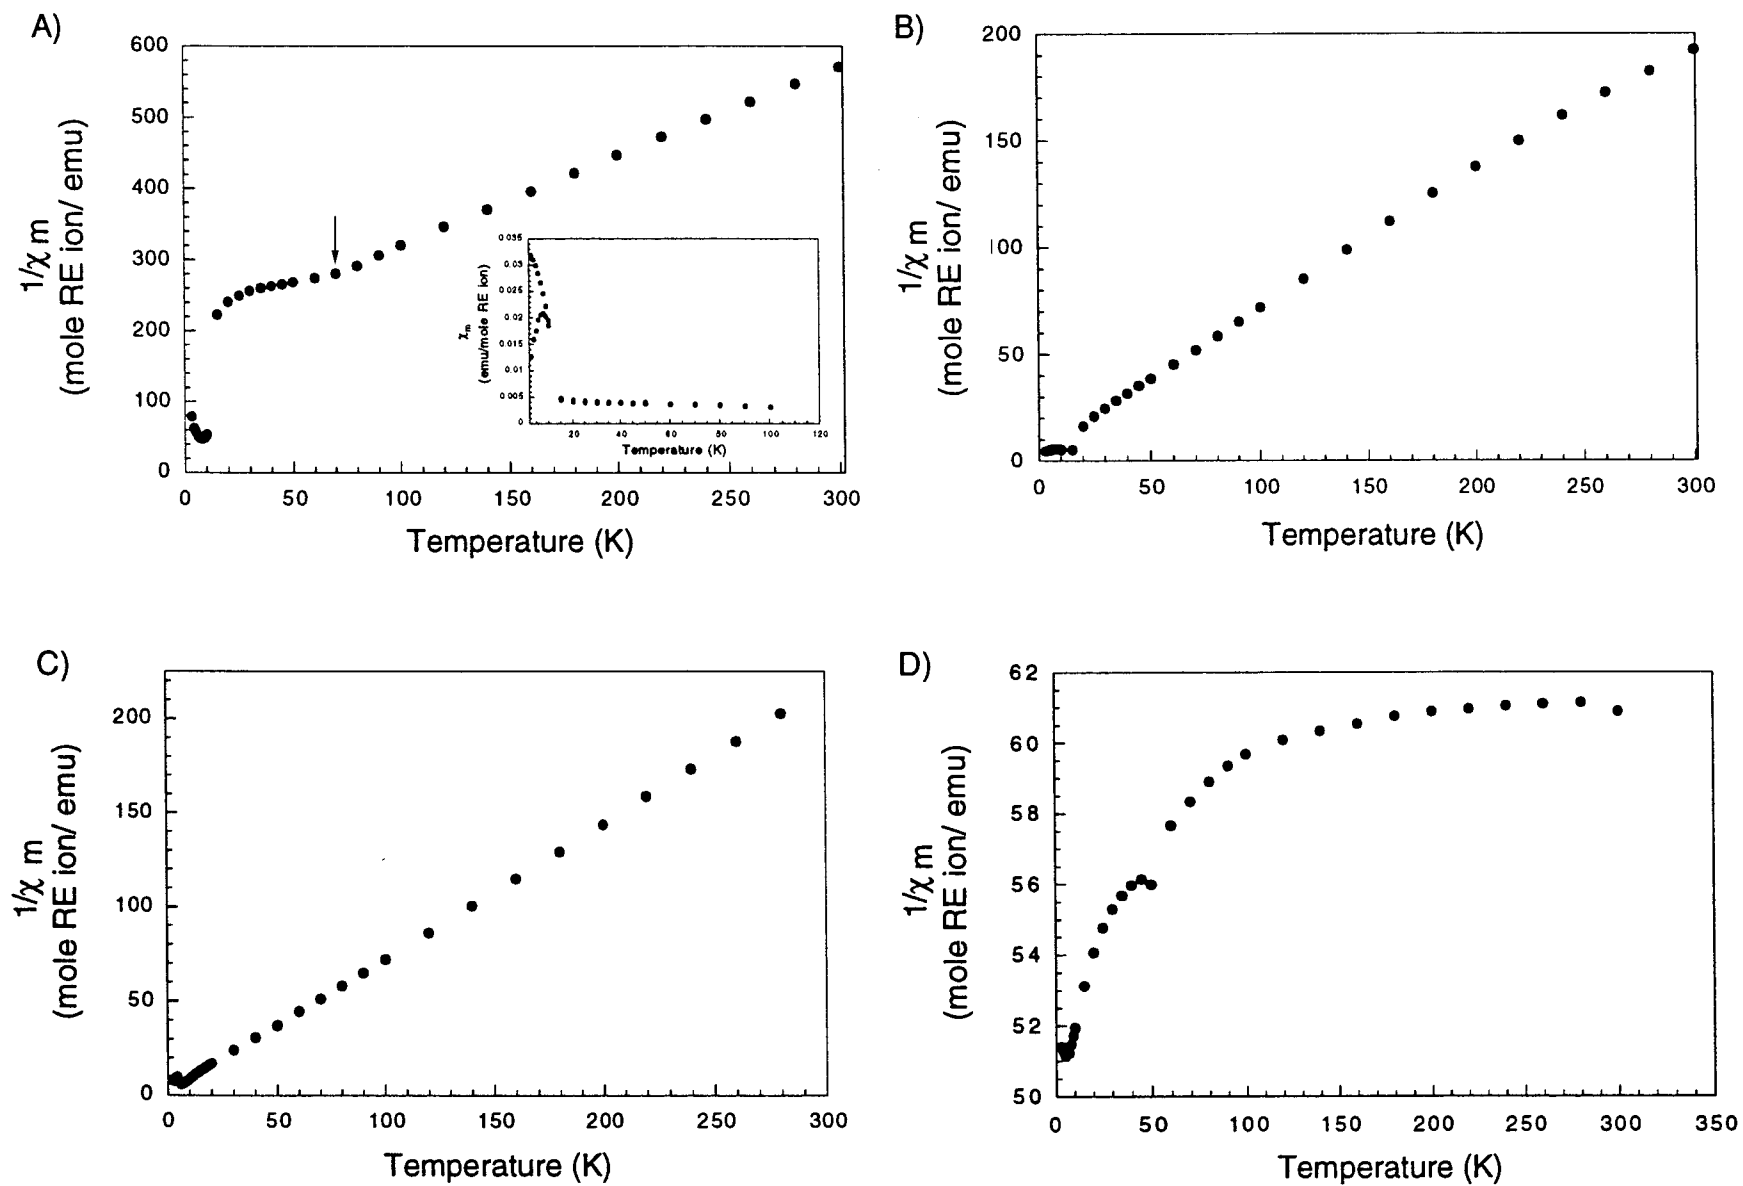 A)
600
500
400
300
200
100
0
1/χ m
(mole RE ion/ emu)
0 50 100 150 200 250 300
Temperature (K)
0.035
0.03
0.025
0.02
0.015
0.01
0.005
0
χm
(emu/mole RE ion)
20 40 60 80 100 120
Temperature (K)
B)
200
150
100
50
0
1/χ m
(mole RE ion/ emu)
0 50 100 150 200 250 300
Temperature (K)
C)
200
150
100
50
0
1/χ m
(mole RE ion/ emu)
0 50 100 150 200 250 300
Temperature (K)
D)
62
60
58
56
54
52
50
1/χ m
(mole RE ion/ emu)
0 50 100 150 200 250 300 350
Temperature (K)